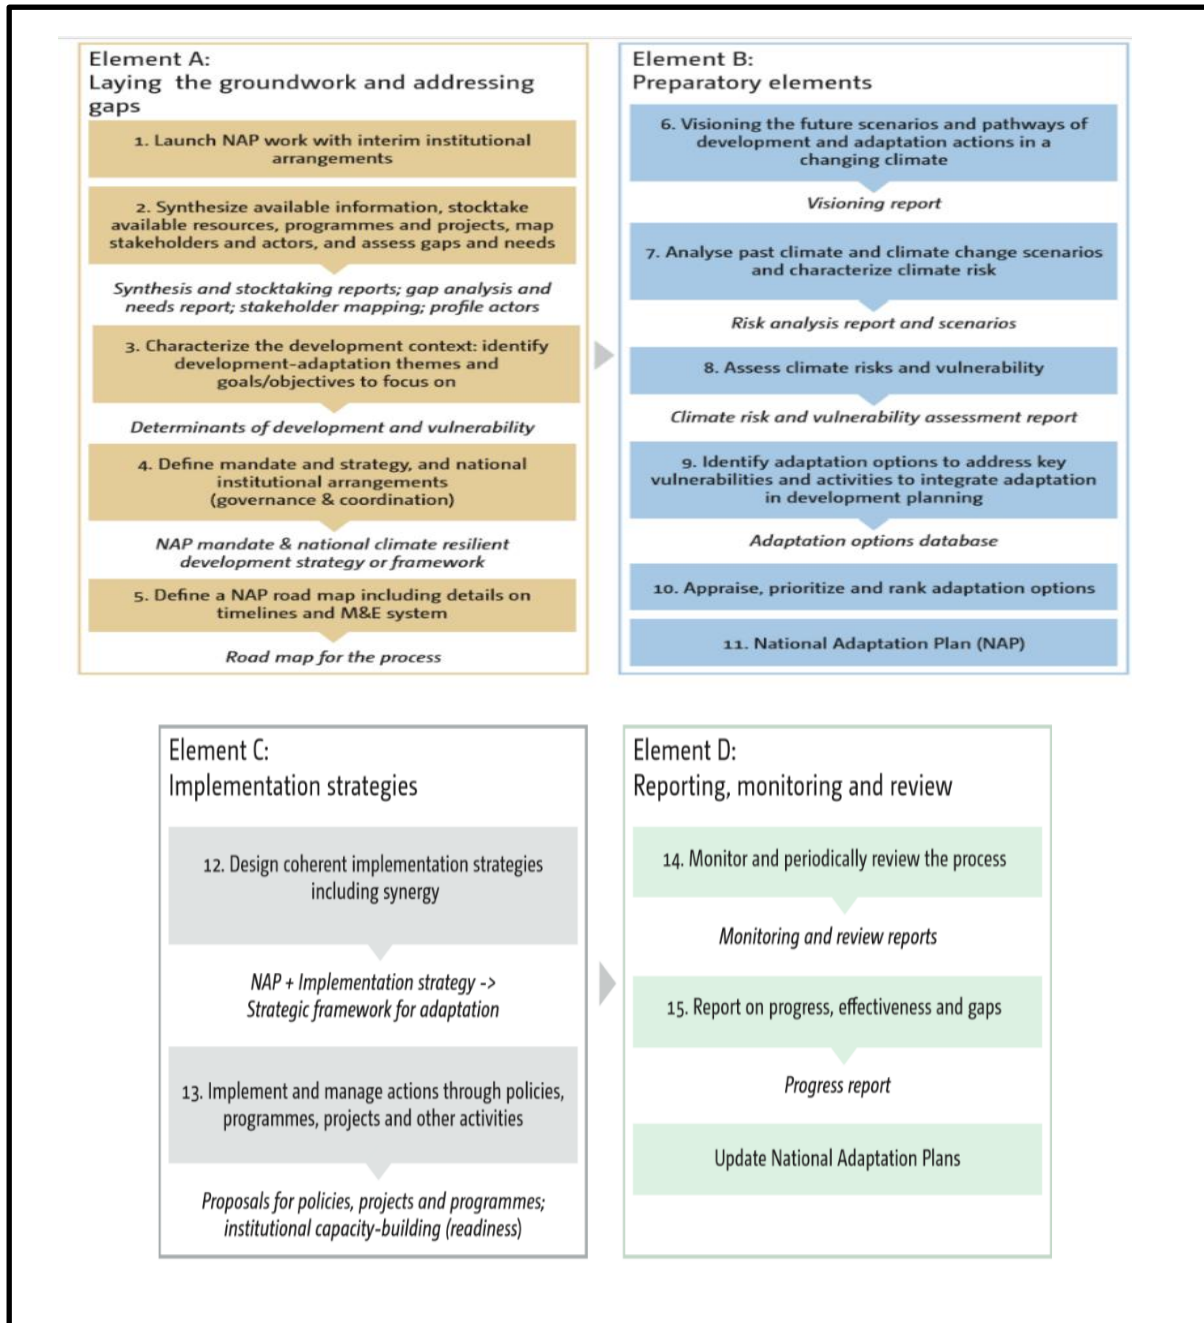 Element A:
Laying the groundwork and addressing
gaps
1. Launch NAP work with interim institutional
arrangements
2. Synthesize available information, stocktake
available resources, programmes and projects, map
stakeholders and actors, and assess gaps and needs
Synthesis and stocktaking reports; gap analysis and
needs report; stakeholder mapping; profile actors
3. Characterize the development context: identify
development-adaptation themes and
goals/objectives to focus on
Determinants of development and vulnerability
4. Define mandate and strategy, and national
institutional arrangements
(governance & coordination)
NAP mandate & national climate resilient
development strategy or framework
5. Define a NAP road map including details on
timelines and M&E system
Road map for the process
Element B:
Preparatory elements
6. Visioning the future scenarios and pathways of
development and adaptation actions in a
changing climate
Visioning report
7. Analyse past climate and climate change scenarios
and characterize climate risk
Risk analysis report and scenarios
8. Assess climate risks and vulnerability
Climate risk and vulnerability assessment report
9. Identify adaptation options to address key
vulnerabilities and activities to integrate adaptation
in development planning
Adaptation options database
10. Appraise, prioritize and rank adaptation options
11. National Adaptation Plan (NAP)
Element C:
Implementation strategies
12. Design coherent implementation strategies
including synergy
NAP + Implementation strategy ->
Strategic framework for adaptation
13. Implement and manage actions through policies,
programmes, projects and other activities
Proposals for policies, projects and programmes;
institutional capacity-building (readiness)
Element D:
Reporting, monitoring and review
14. Monitor and periodically review the process
Monitoring and review reports
15. Report on progress, effectiveness and gaps
Progress report
Update National Adaptation Plans